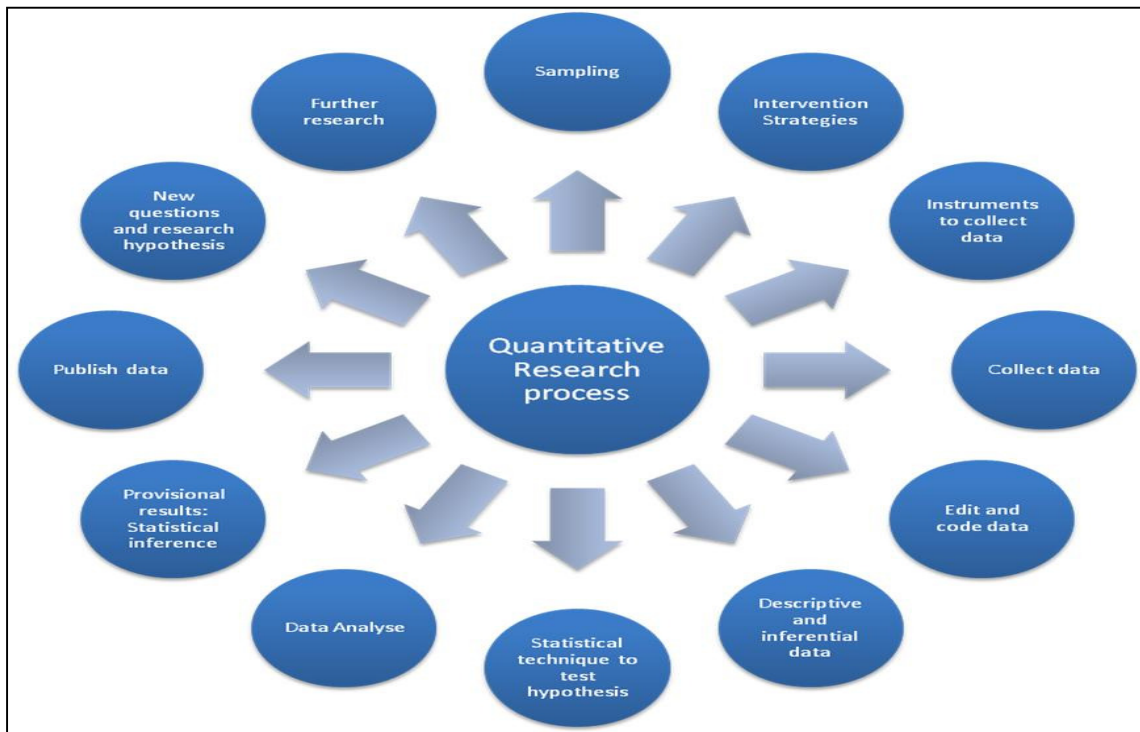 Sampling
Intervention
Strategies
Instruments
to collect
data
Collect data
Edit and
code data
Descriptive
and
inferential
data
Statistical
technique to
test
hypothesis
Data Analyse
Provisional
results:
Statistical
inference
Publish data
New
questions
and research
hypothesis
Further
research
Quantitative
Research
process